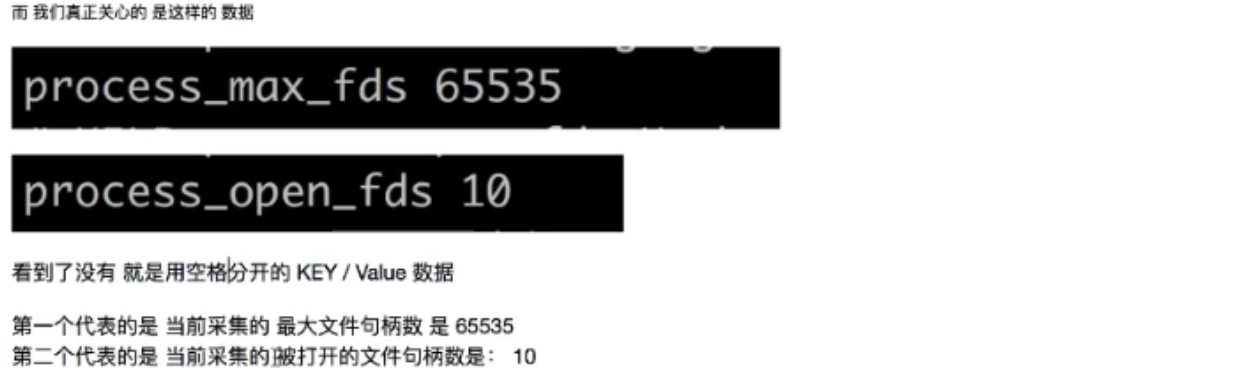 而 我们真正关心的 是这样的 数据
process_max_fds 65535
process_open_fds 10
看到了没有 就是用空格分开的 KEY / Value 数据
第一个代表的是 当前采集的 最大文件句柄数 是 65535
第二个代表的是 当前采集的被打开的文件句柄数是： 10